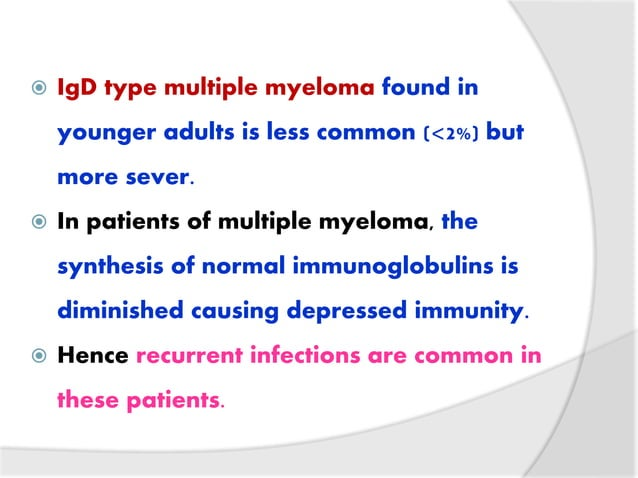 IgD type multiple myeloma found in
younger adults is less common (<2%) but
more sever.
In patients of multiple myeloma, the
synthesis of normal immunoglobulins is
diminished causing depressed immunity.
Hence recurrent infections are common in
these patients.